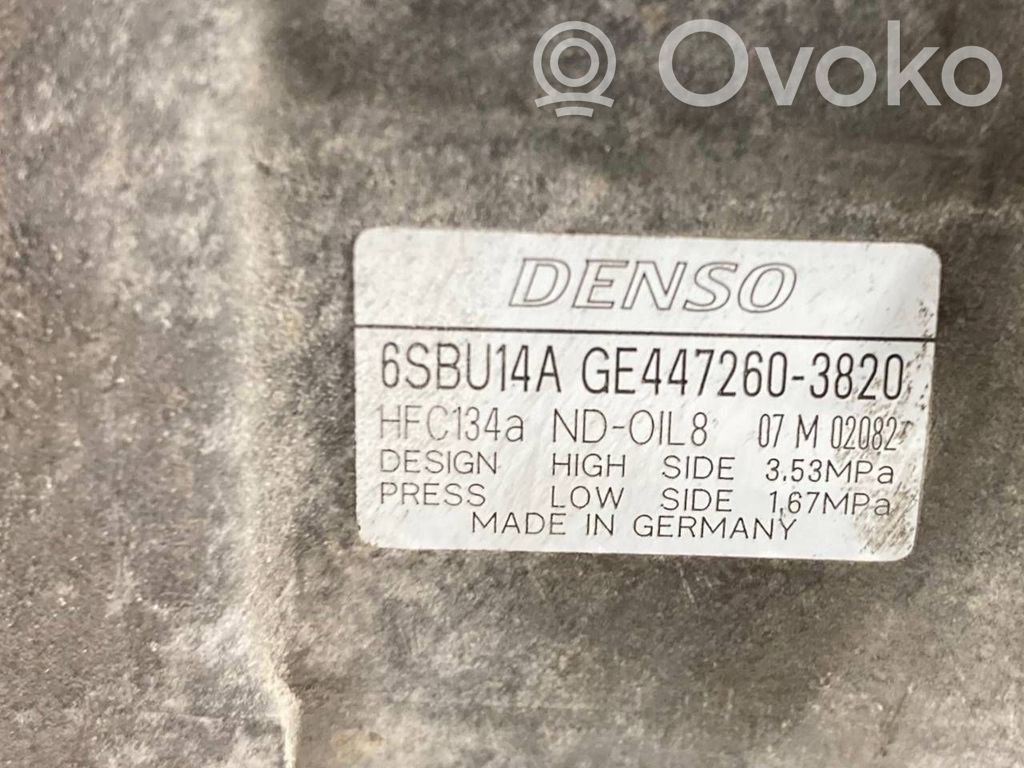 Ovoko
DENSO
6SBU14A GE447260-3820
HFC134a ND-OIL8 07 M 02082
DESIGN HIGH SIDE 3.53MPa
PRESS LOW SIDE 1.67MPa
MADE IN GERMANY